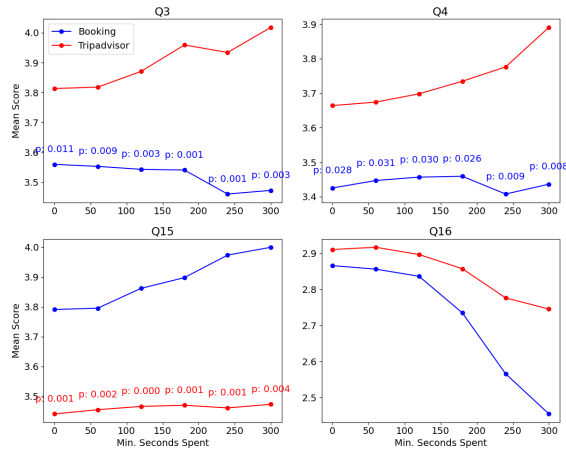 Q3
Booking
Tripadvisor
Mean Score
4.0
3.9
3.8
3.7
3.6
3.5
p: 0.011 p: 0.009 p: 0.003 p: 0.001 p: 0.001 p: 0.003
0 50 100 150 200 250 300
Q4
3.9
3.8
3.7
3.6
3.5
3.4
p: 0.028 p: 0.031 p: 0.030 p: 0.026 p: 0.009 p: 0.008
0 50 100 150 200 250 300
Q15
Mean Score
4.0
3.9
3.8
3.7
3.6
3.5
p: 0.001 p: 0.002 p: 0.000 p: 0.001 p: 0.001 p: 0.004
0 50 100 150 200 250 300
Min. Seconds Spent
Q16
2.9
2.8
2.7
2.6
2.5
0 50 100 150 200 250 300
Min. Seconds Spent